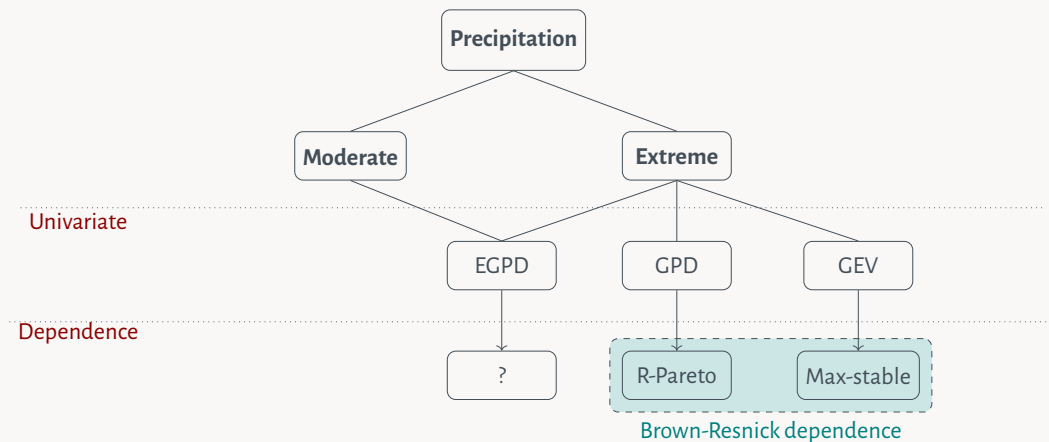 Precipitation
Moderate
Extreme
Univariate
EGPD
GPD
GEV
Dependence
?
R-Pareto
Max-stable
Brown-Resnick dependence